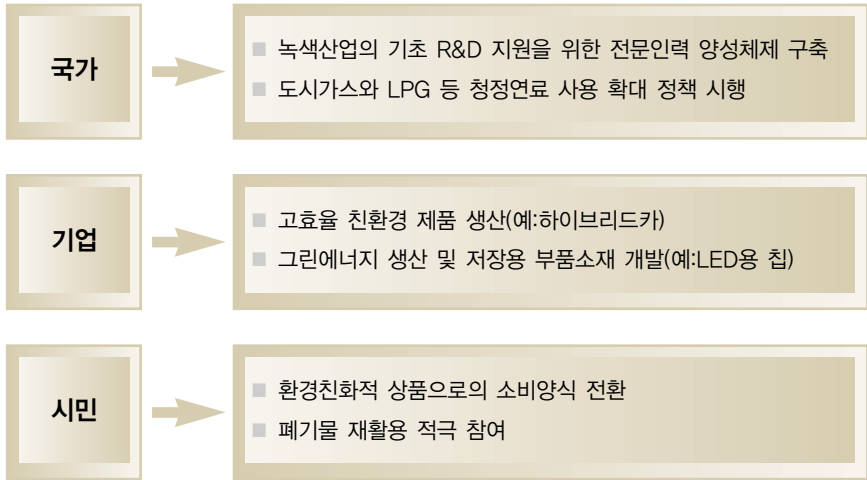 국가
■ 녹색산업의 기초 R&D 지원을 위한 전문인력 양성체제 구축
■ 도시가스와 LPG 등 청정연료 사용 확대 정책 시행
기업
■ 고효율 친환경 제품 생산(예:하이브리드카)
■ 그린에너지 생산 및 저장용 부품소재 개발(예:LED용 칩)
시민
■ 환경친화적 상품으로의 소비양식 전환
■ 폐기물 재활용 적극 참여